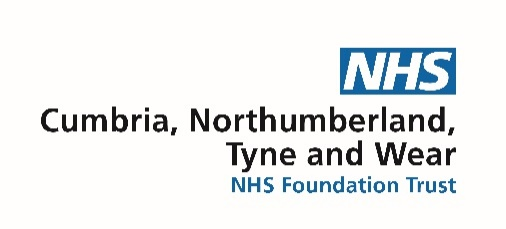 NHS
Cumbria, Northumberland,
Tyne and Wear
NHS Foundation Trust